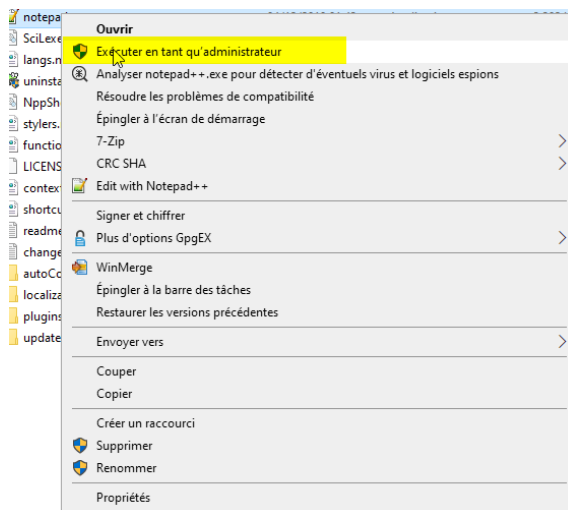 notepa
Ouvrir
SciLexe
Exécuter en tant qu'administrateur
langs.n
Analyser notepad++.exe pour détecter d'éventuels virus et logiciels espions
uninsta
Résoudre les problèmes de compatibilité
NppSh
Épingler à l'écran de démarrage
stylers.
7-Zip
functio
CRC SHA
LICENS
Edit with Notepad++
context
shortcu
Signer et chiffrer
readme
Plus d'options GpgEX
change
WinMerge
autoCo
Épingler à la barre des tâches
localiza
Restaurer les versions précédentes
plugins
update
Envoyer vers
Couper
Copier
Créer un raccourci
Supprimer
Renommer
Propriétés